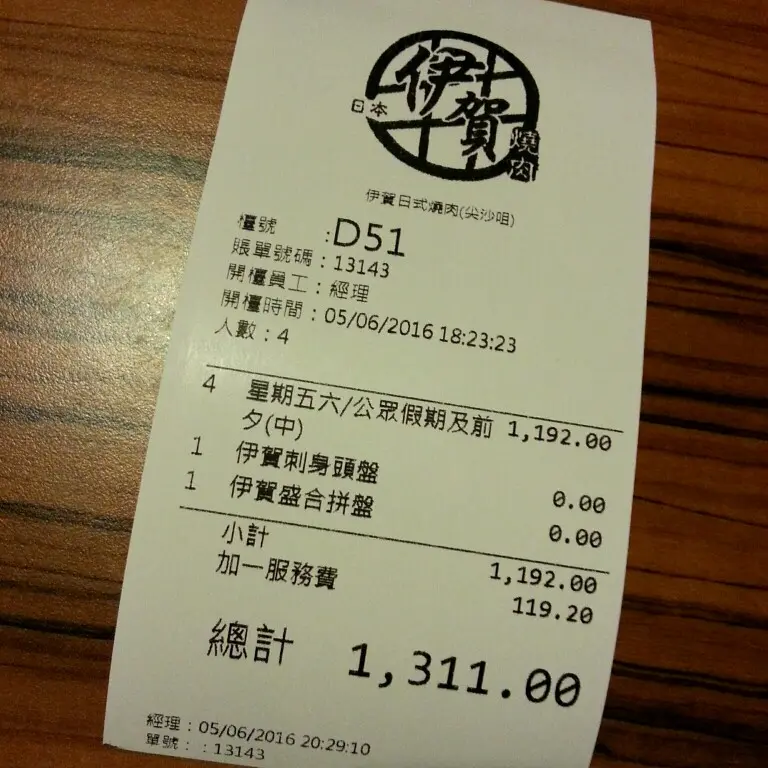 伊賀
日本
燒肉
伊賀日式燒肉(尖沙咀)
檯號 :D51
賬單號碼：13143
開檯員工：經理
開檯時間：05/06/2016 18:23:23
人數：4
4 星期五六/公眾假期及前 1,192.00
夕(中)
1 伊賀刺身頭盤 0.00
1 伊賀盛合拼盤 0.00
小計 1,192.00
加一服務費 119.20
總計 1,311.00
經理：05/06/2016 20:29:10
單號：：13143